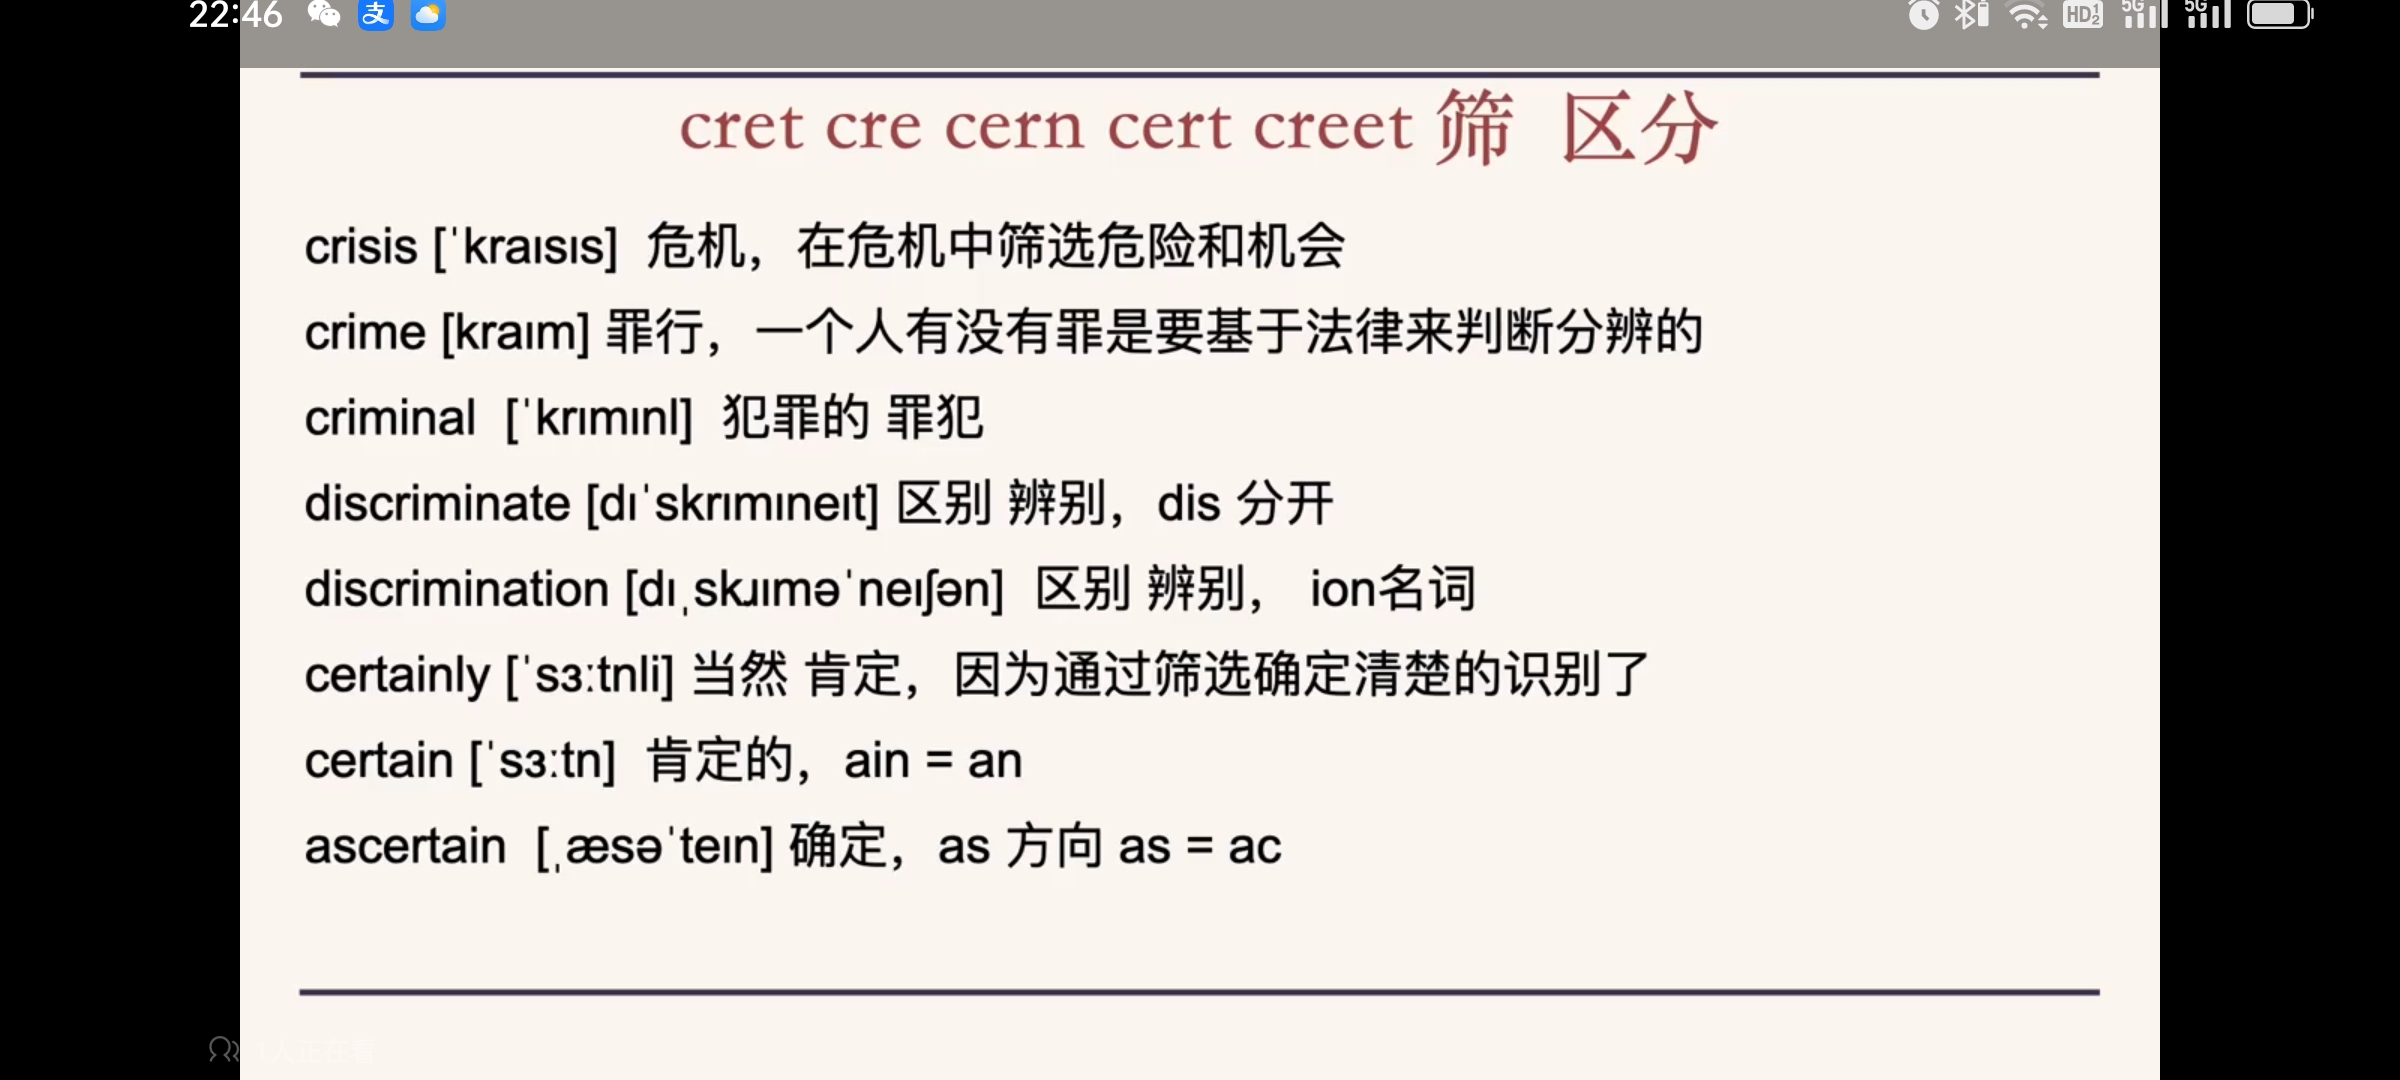 22:46 支 HD 1 2 5G 5G
cret cre cern cert creet 筛 区分
crisis [ˈkraɪsɪs] 危机，在危机中筛选危险和机会
crime [kraɪm] 罪行，一个人有没有罪是要基于法律来判断分辨的
criminal [ˈkrɪmɪnl] 犯罪的 罪犯
discriminate [dɪˈskrɪmɪneɪt] 区别 辨别，dis 分开
discrimination [dɪˌskɹɪməˈneɪʃən] 区别 辨别， ion名词
certainly [ˈsɜːtnli] 当然 肯定，因为通过筛选确定清楚的识别了
certain [ˈsɜːtn] 肯定的，ain = an
ascertain [ˌæsəˈteɪn] 确定，as 方向 as = ac
1人正在看